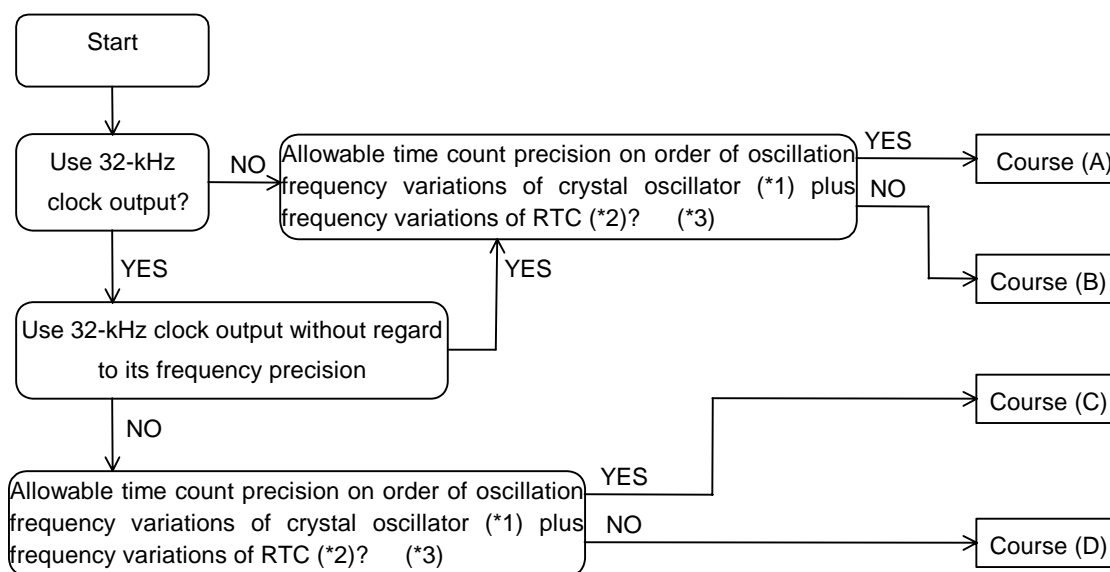 Start
Use 32-kHz
clock output?
NO
Allowable time count precision on order of oscillation
frequency variations of crystal oscillator (*1) plus
frequency variations of RTC (*2)? (*3)
YES
Course (A)
NO
Course (B)
YES
YES
Use 32-kHz clock output without regard
to its frequency precision
NO
Course (C)
Allowable time count precision on order of oscillation
frequency variations of crystal oscillator (*1) plus
frequency variations of RTC (*2)? (*3)
YES
NO
Course (D)